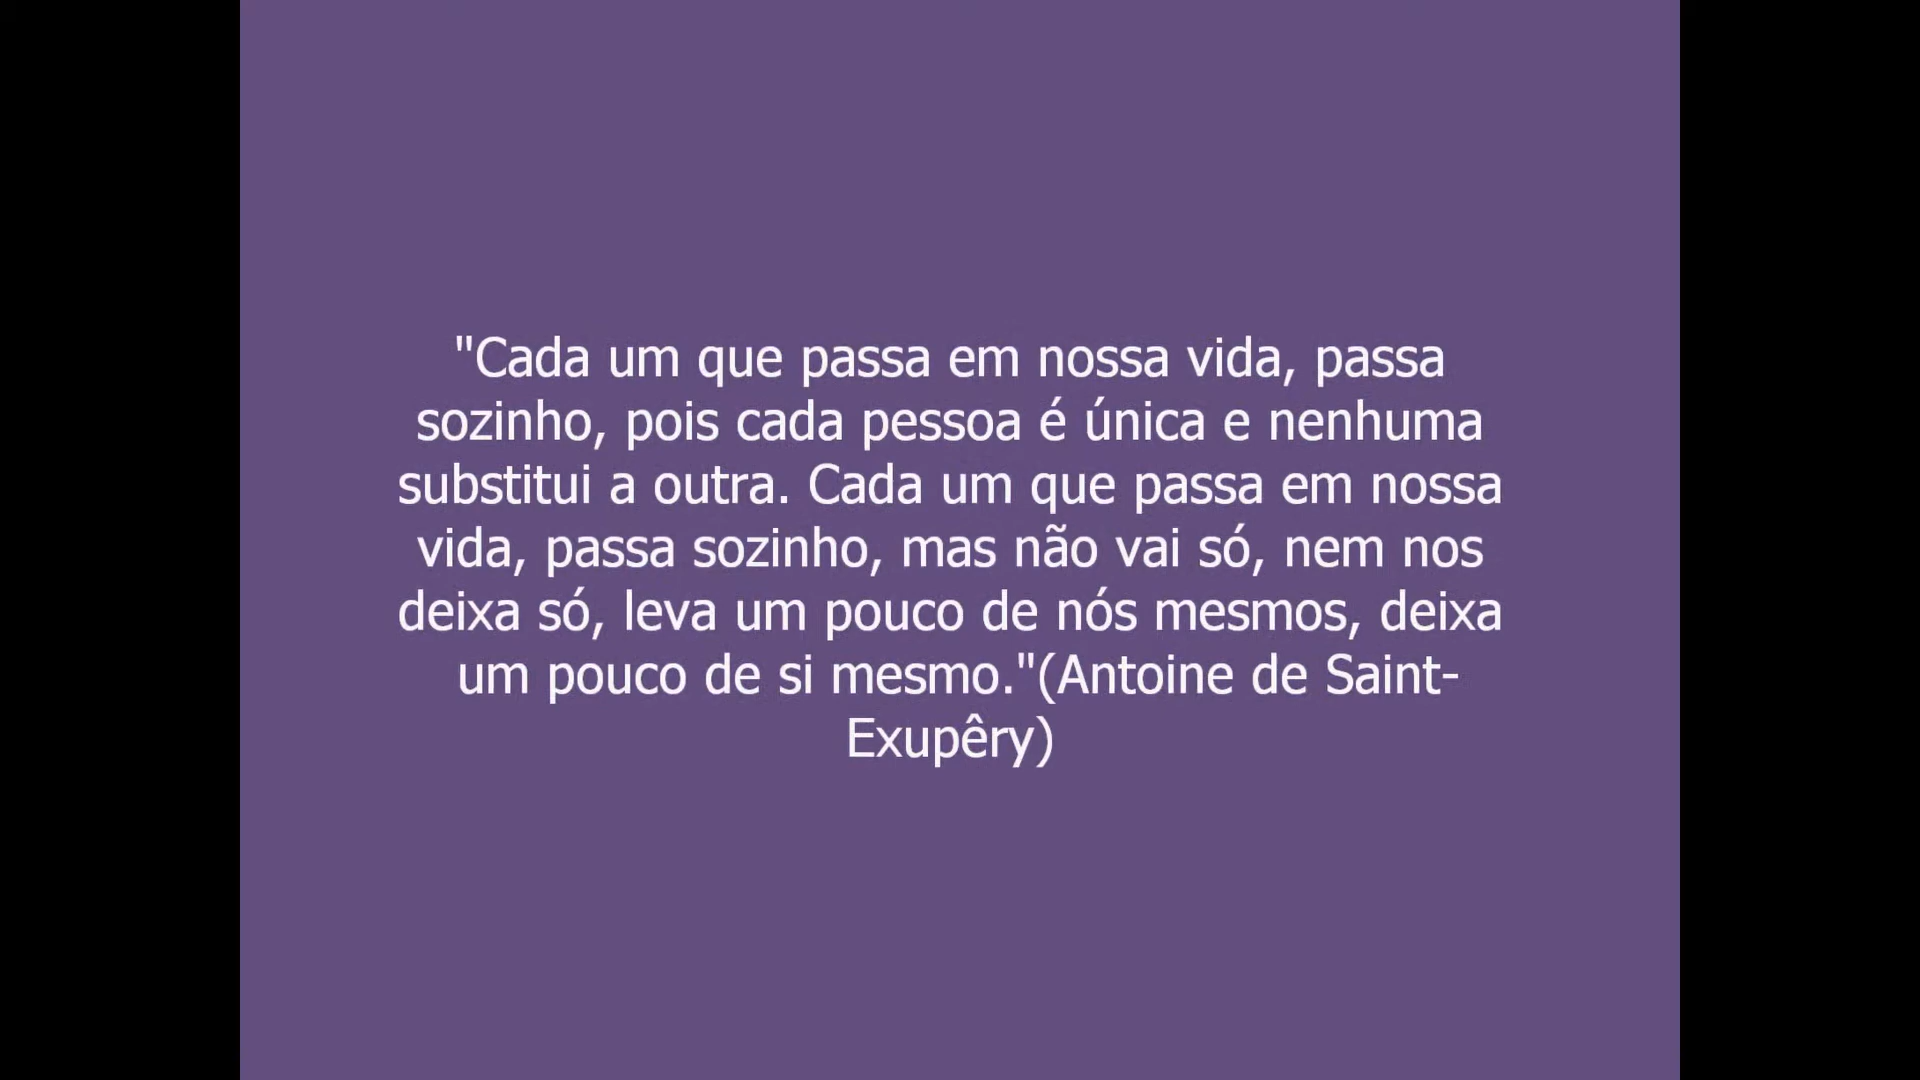 "Cada um que passa em nossa vida, passa
sozinho, pois cada pessoa é única e nenhuma
substitui a outra. Cada um que passa em nossa
vida, passa sozinho, mas não vai só, nem nos
deixa só, leva um pouco de nós mesmos, deixa
um pouco de si mesmo."(Antoine de Saint-
Exupêry)